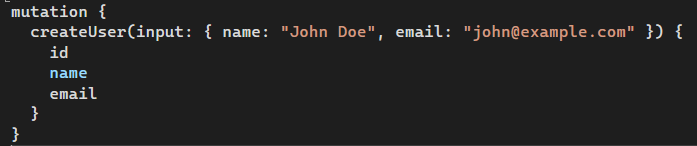 mutation {
  createUser(input: { name: "John Doe", email: "john@example.com" }) {
    id
    name
    email
  }
}